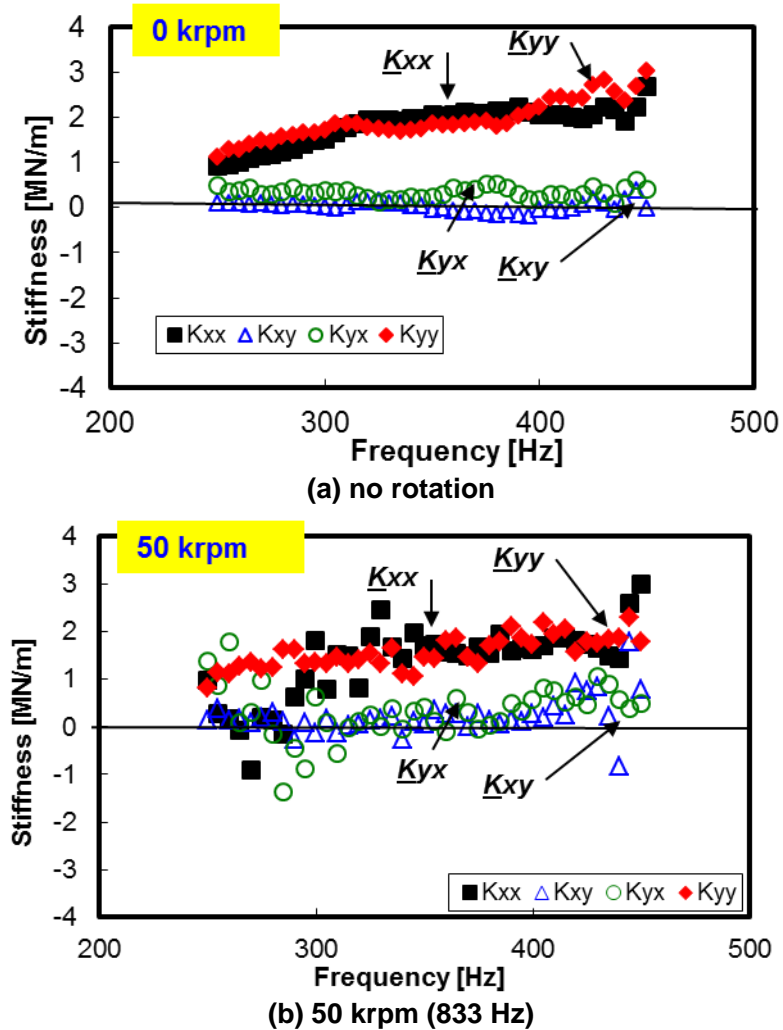 0 krpm
Kxx
Kyy
4
3
2
1
0
-1
-2
-3
-4
Stiffness [MN/m]
Kyx
Kxy
Kxx Kxy Kyx Kyy
200 300 400 500
Frequency [Hz]
(a) no rotation
50 krpm
Kxx
Kyy
4
3
2
1
0
-1
-2
-3
-4
Stiffness [MN/m]
Kyx
Kxy
Kxx Kxy Kyx Kyy
200 300 400 500
Frequency [Hz]
(b) 50 krpm (833 Hz)